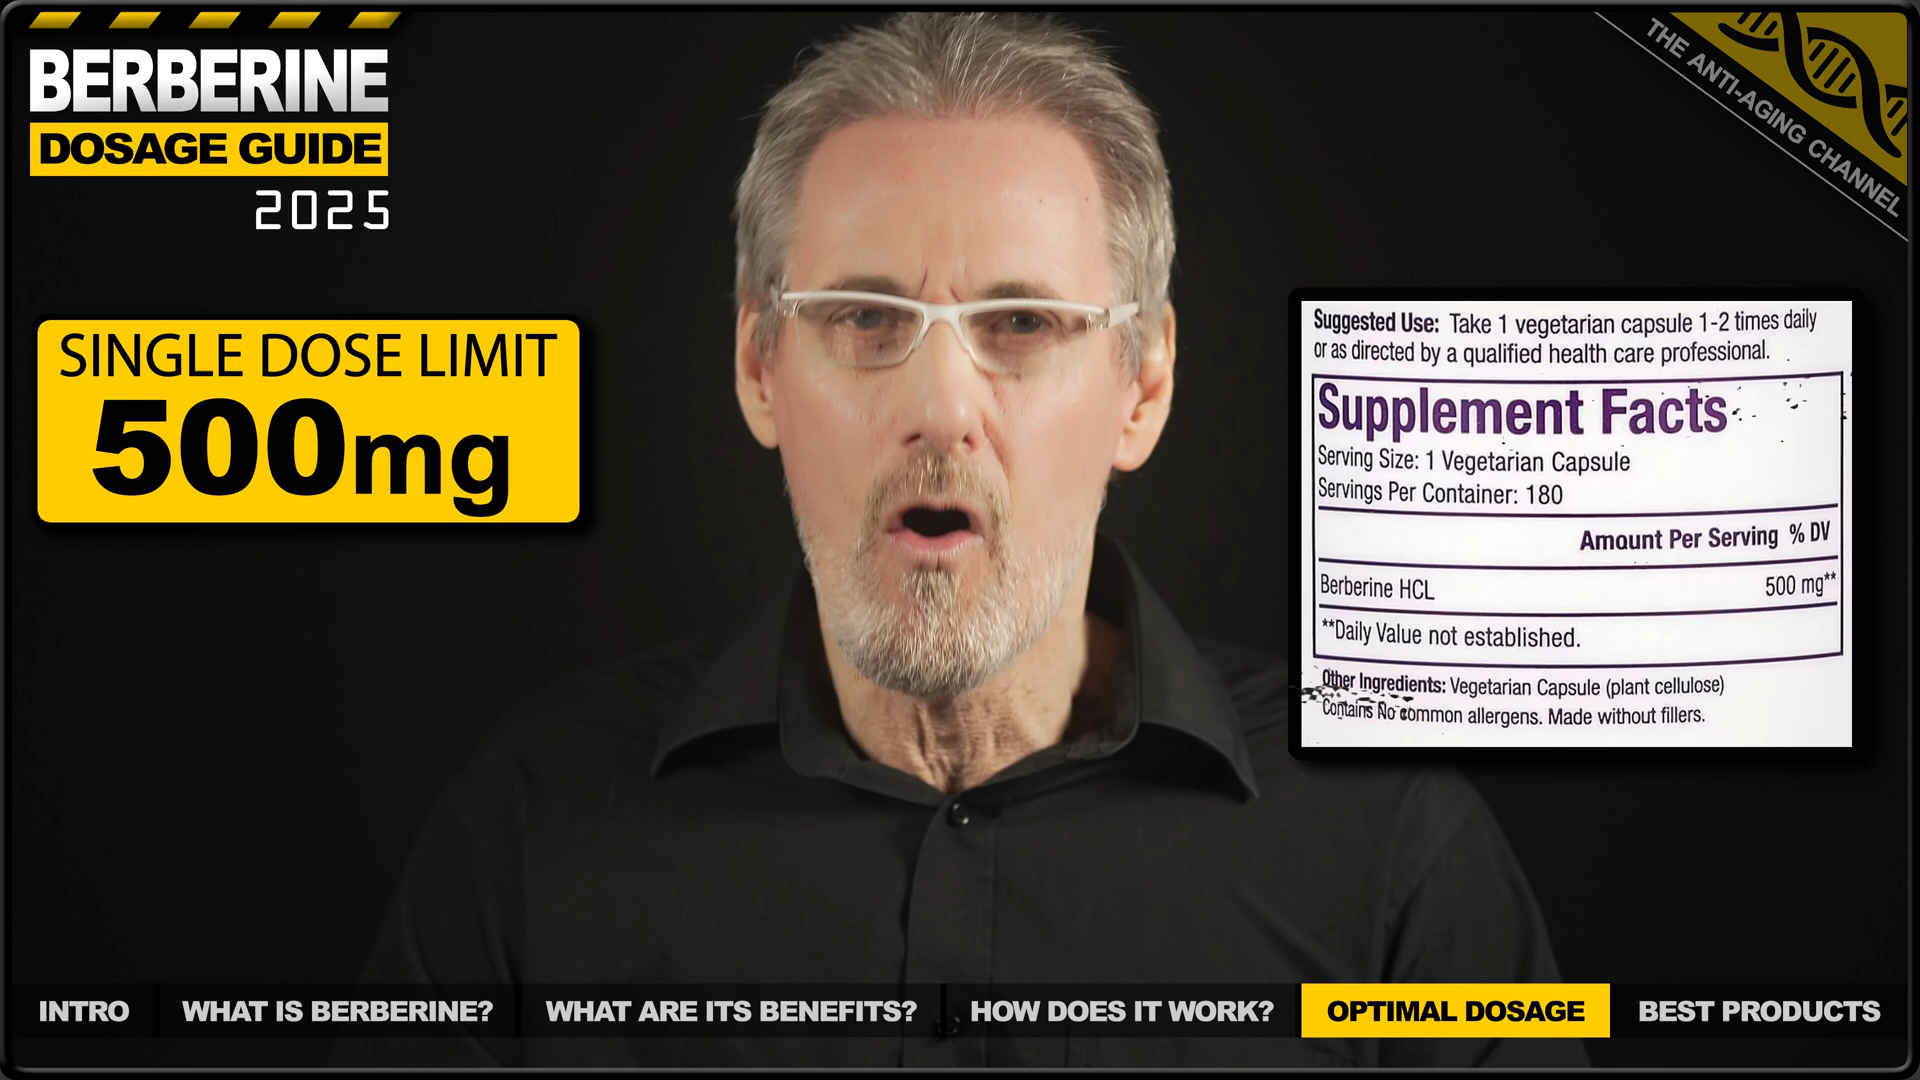 BERBERINE
DOSAGE GUIDE
2025
THE ANTI-AGING CHANNEL
SINGLE DOSE LIMIT
500mg
Suggested Use: Take 1 vegetarian capsule 1-2 times daily
or as directed by a qualified health care professional.
Supplement Facts
Serving Size: 1 Vegetarian Capsule
Servings Per Container: 180
Amount Per Serving % DV
Berberine HCL 500 mg**
**Daily Value not established.
Other Ingredients: Vegetarian Capsule (plant cellulose)
Contains No common allergens. Made without fillers.
INTRO
WHAT IS BERBERINE?
WHAT ARE ITS BENEFITS?
HOW DOES IT WORK?
OPTIMAL DOSAGE
BEST PRODUCTS